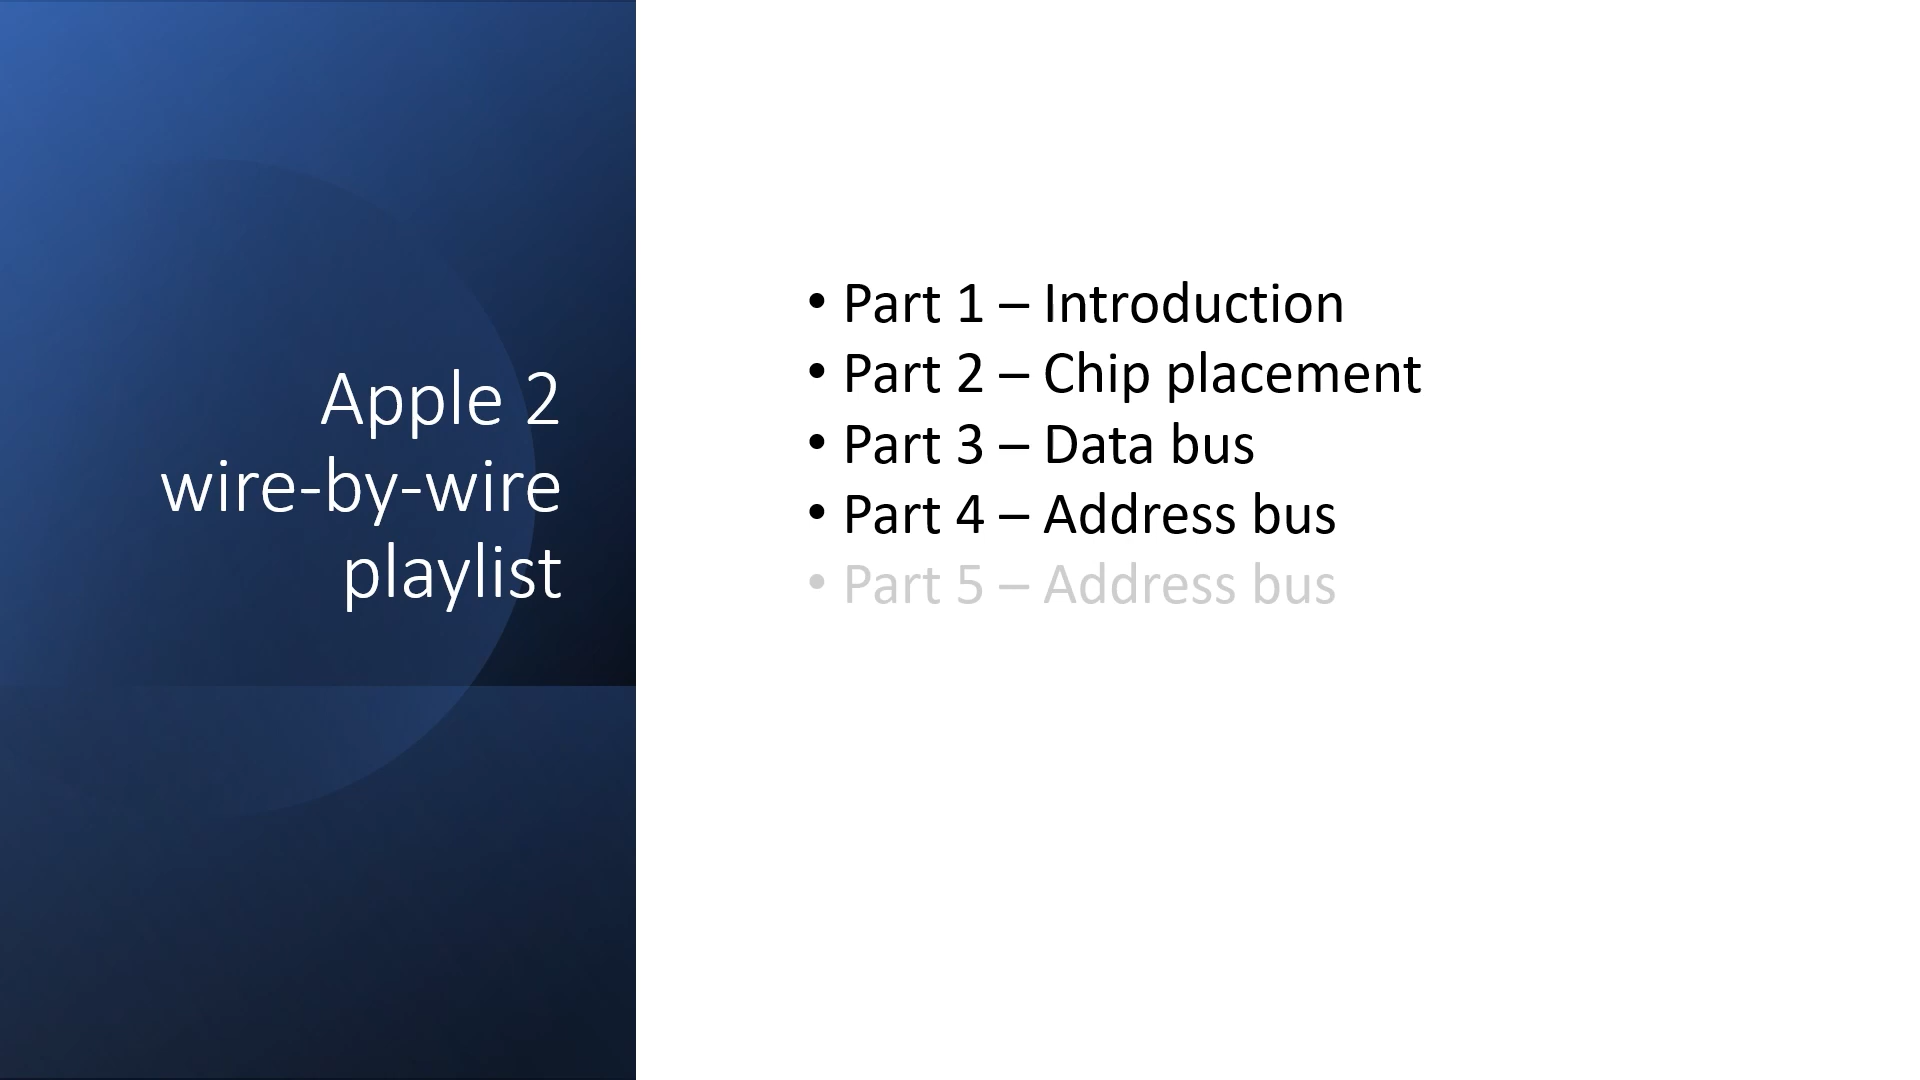 Apple 2
wire-by-wire
playlist
• Part 1 – Introduction
• Part 2 – Chip placement
• Part 3 – Data bus
• Part 4 – Address bus
• Part 5 – Address bus